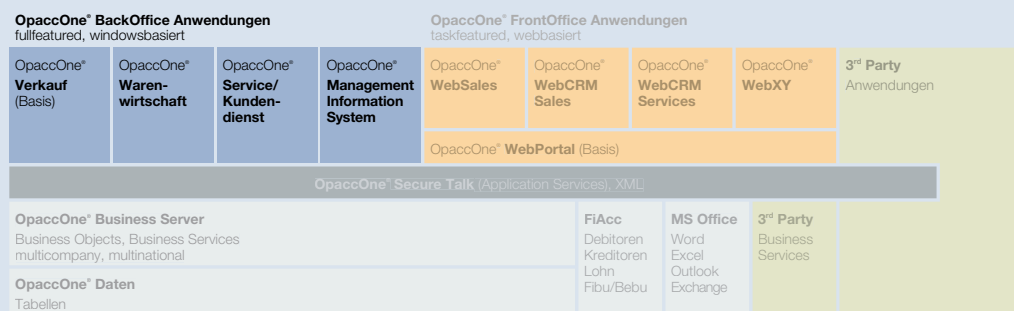 OpaccOne® BackOffice Anwendungen
fullfeatured, windowsbasiert
OpaccOne® FrontOffice Anwendungen
taskfeatured, webbasiert
OpaccOne®
Verkauf
(Basis)
OpaccOne®
Waren-
wirtschaft
OpaccOne®
Service/
Kunden-
dienst
OpaccOne®
Management
Information
System
OpaccOne®
WebSales
OpaccOne®
WebCRM
Sales
OpaccOne®
WebCRM
Services
OpaccOne®
WebXY
3rd Party
Anwendungen
OpaccOne® WebPortal (Basis)
OpaccOne® Secure Talk (Application Services), XML
OpaccOne® Business Server
Business Objects, Business Services
multicompany, multinational
OpaccOne® Daten
Tabellen
FiAcc
Debitoren
Kreditoren
Lohn
Fibu/Bebu
MS Office
Word
Excel
Outlook
Exchange
3rd Party
Business
Services